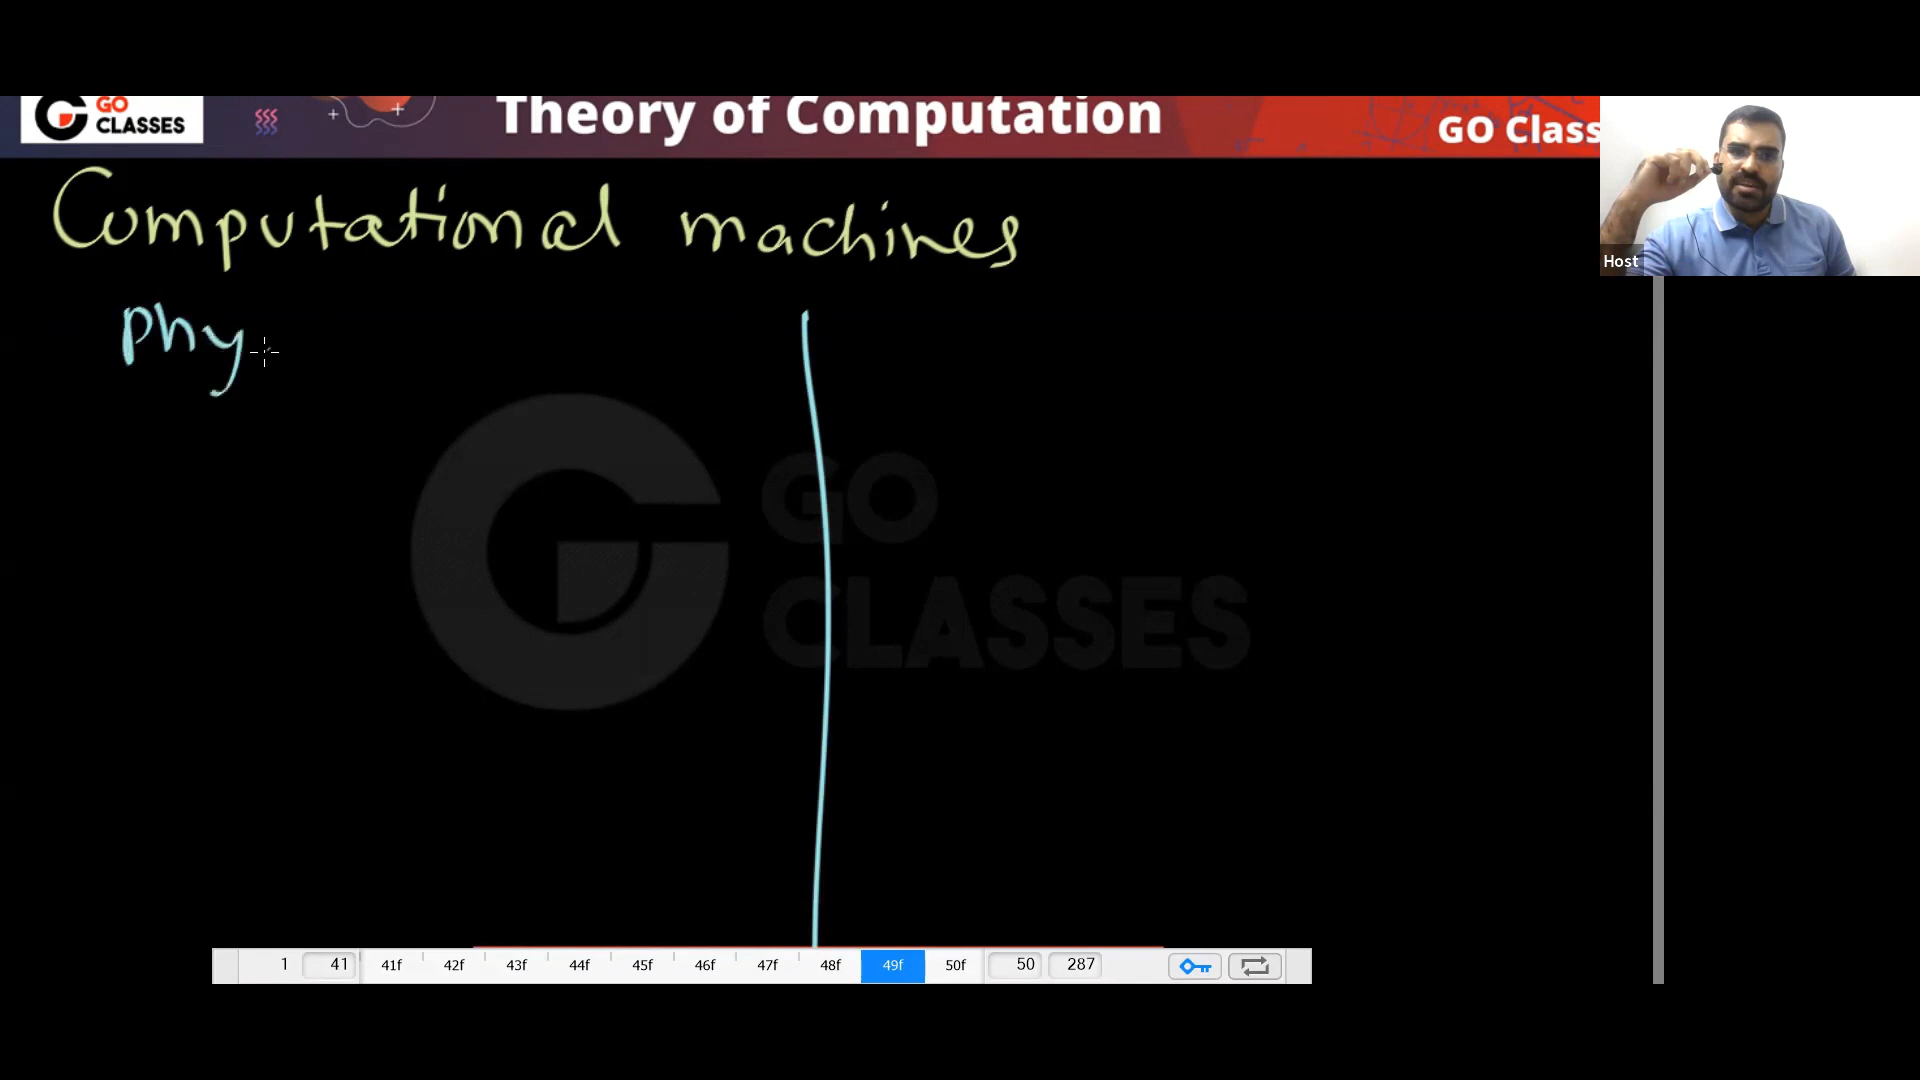 GO
CLASSES
Theory of Computation
GO Class
Computational machines
Host
phy
GO
CLASSES
1 41 41f 42f 43f 44f 45f 46f 47f 48f 49f 50f 50 287